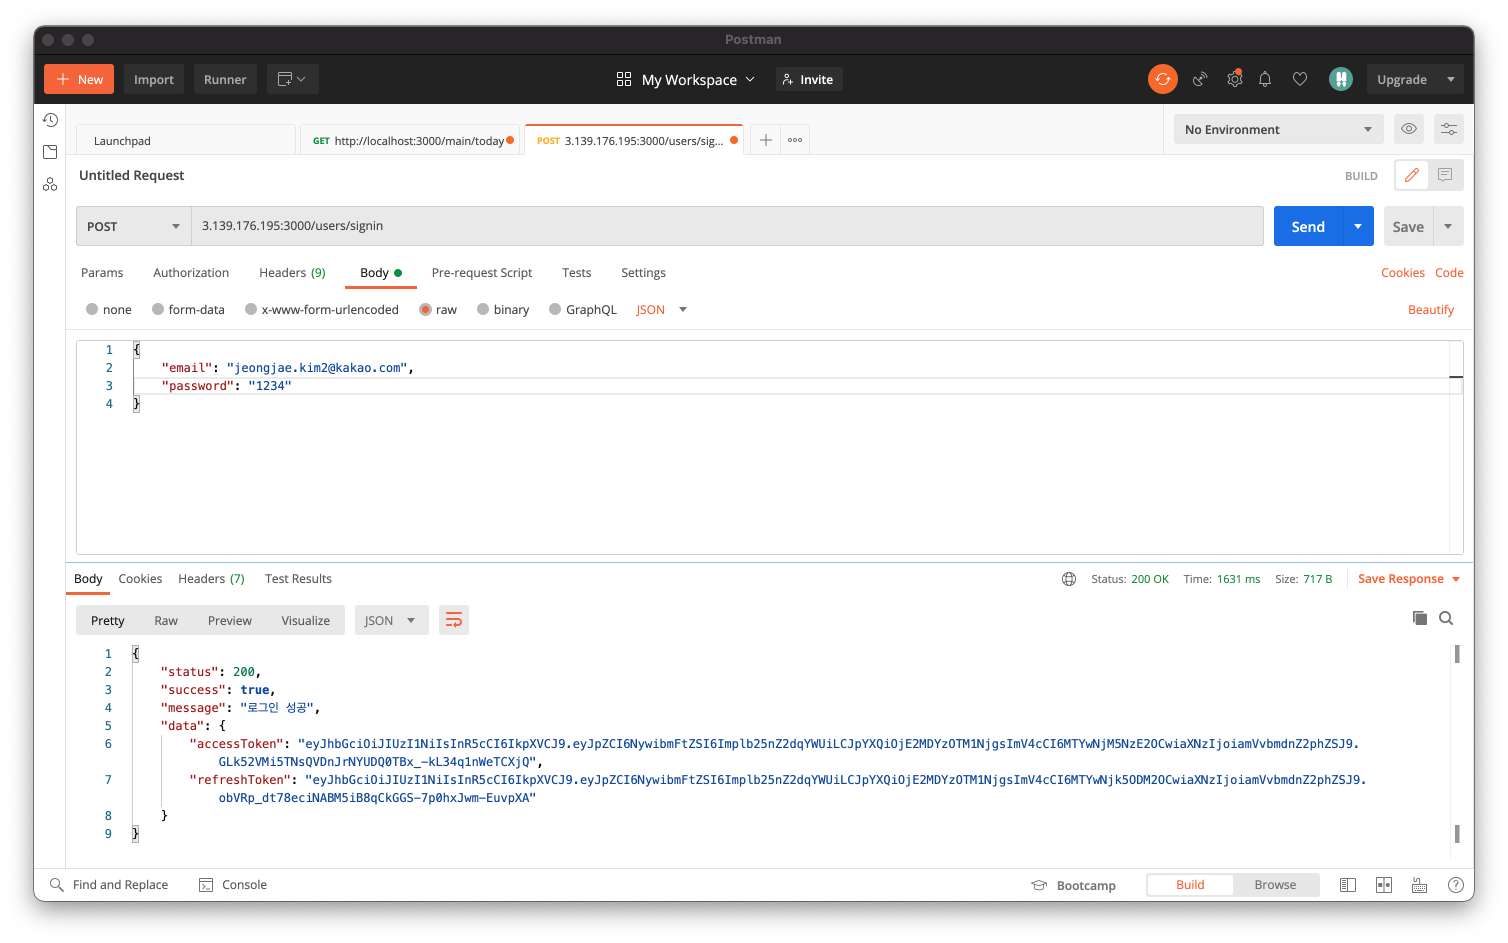 Postman
New Import Runner My Workspace Invite Upgrade
Launchpad GET http://localhost:3000/main/today POST 3.139.176.195:3000/users/sig... No Environment
Untitled Request BUILD
POST 3.139.176.195:3000/users/signin Send Save
Params Authorization Headers (9) Body Pre-request Script Tests Settings Cookies Code
none form-data x-www-form-urlencoded raw binary GraphQL JSON Beautify
1 {
2 "email": "jeongjae.kim2@kakao.com",
3 "password": "1234"
4 }
Body Cookies Headers (7) Test Results Status: 200 OK Time: 1631 ms Size: 717 B Save Response
Pretty Raw Preview Visualize JSON
1 {
2 "status": 200,
3 "success": true,
4 "message": "로그인 성공",
5 "data": {
6 "accessToken": "eyJhbGciOiJIUzI1NiIsInR5cCI6IkpXVCJ9.eyJpZCI6NywibmFtZSI6Implb25nZ2dqYWUiLCJpYXQiOjE2MDYzOTM1NjgsImV4cCI6MTYwNjM5NzE2OCwiaXNzIjoiamVvbmdnZ2phZSJ9.
GLk52VMi5TNsQVDnJrNYUDQ0TBx_-kL34q1nWeTCXjQ",
7 "refreshToken": "eyJhbGciOiJIUzI1NiIsInR5cCI6IkpXVCJ9.eyJpZCI6NywibmFtZSI6Implb25nZ2dqYWUiLCJpYXQiOjE2MDYzOTM1NjgsImV4cCI6MTYwNjk5ODM2OCwiaXNzIjoiamVvbmdnZ2phZSJ9.
obVRp_dt78eciNABM5iB8qCkGGS-7p0hxJwm-EuvpXA"
8 }
9 }
Find and Replace Console Bootcamp Build Browse